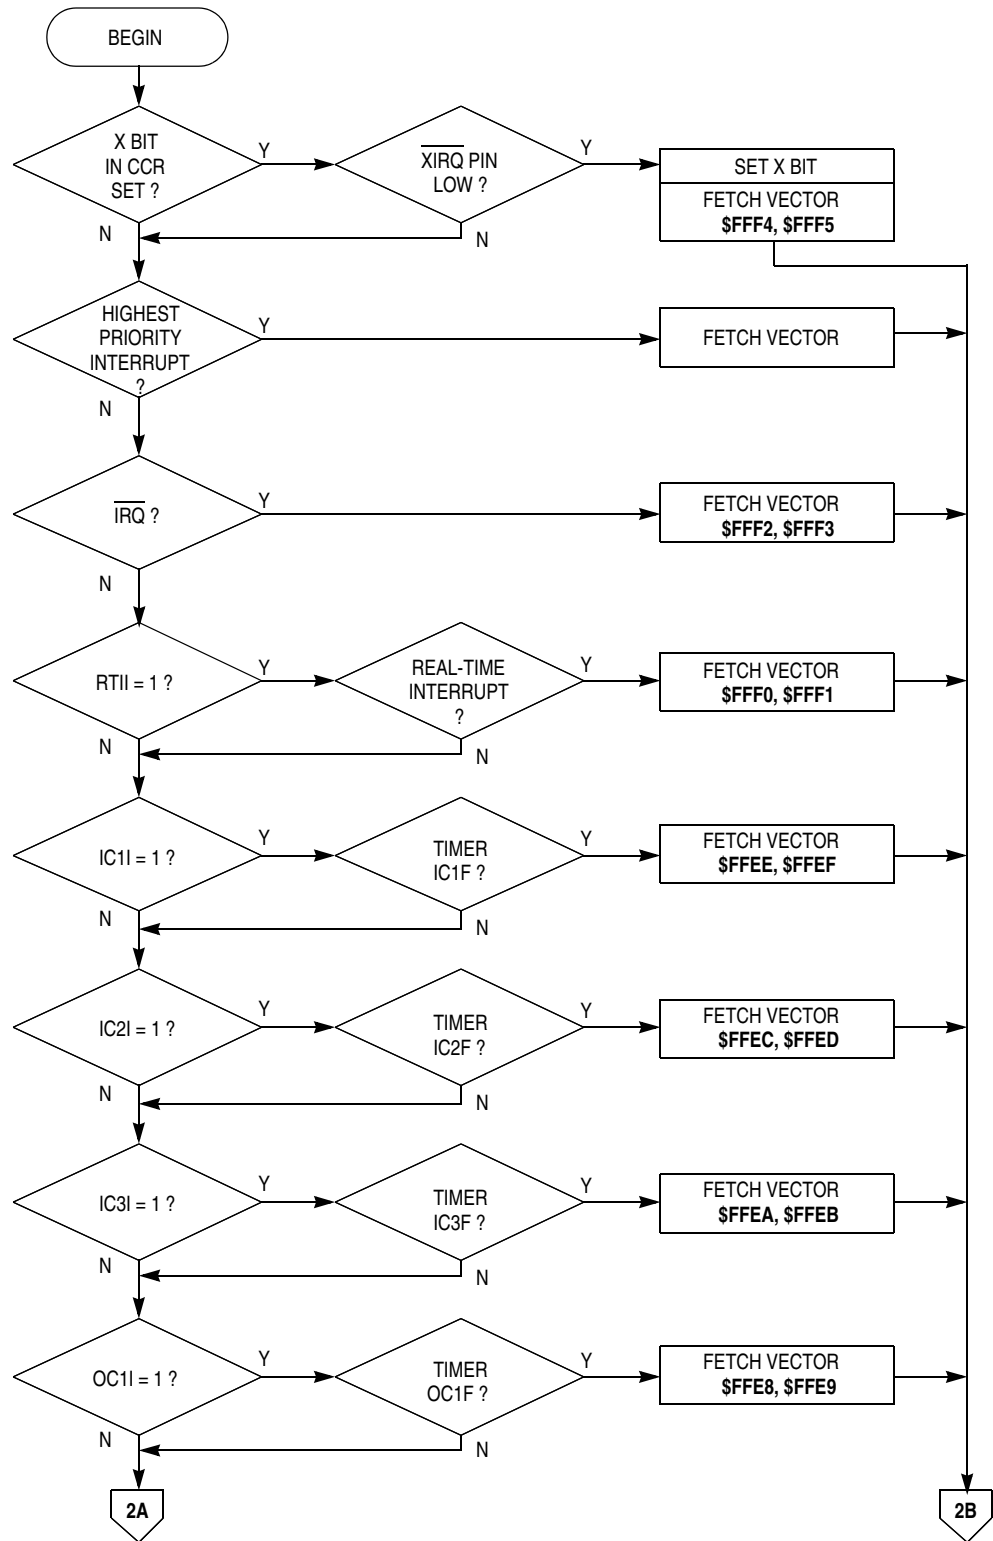 BEGIN
X BIT
IN CCR
SET ?
Y
N
XIRQ PIN
LOW ?
Y
N
SET X BIT
FETCH VECTOR
$FFF4, $FFF5
HIGHEST
PRIORITY
INTERRUPT
?
Y
N
FETCH VECTOR
IRQ ?
Y
N
FETCH VECTOR
$FFF2, $FFF3
RTII = 1 ?
Y
N
REAL-TIME
INTERRUPT
?
Y
N
FETCH VECTOR
$FFF0, $FFF1
IC1I = 1 ?
Y
N
TIMER
IC1F ?
Y
N
FETCH VECTOR
$FFEE, $FFEF
IC2I = 1 ?
Y
N
TIMER
IC2F ?
Y
N
FETCH VECTOR
$FFEC, $FFED
IC3I = 1 ?
Y
N
TIMER
IC3F ?
Y
N
FETCH VECTOR
$FFEA, $FFEB
OC1I = 1 ?
Y
N
TIMER
OC1F ?
Y
N
FETCH VECTOR
$FFE8, $FFE9
2A
2B